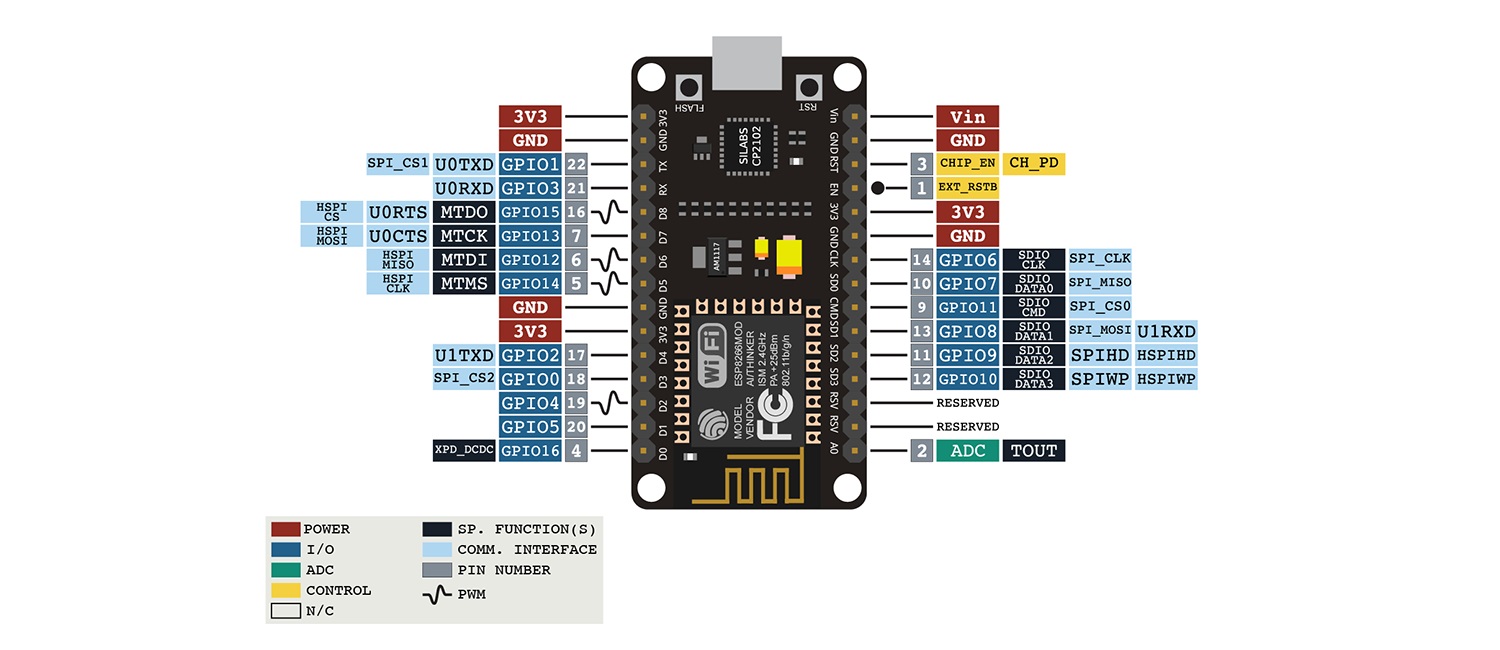 FLASH
RST
3V3 3V3 Vin Vin
GND GND GND GND
SPI_CS1 U0TXD GPIO1 22 TX RST 3 CHIP_EN CH_PD
U0RXD GPIO3 21 RX EN 1 EXT_RSTB
HSPI CS U0RTS MTDO GPIO15 16 D8 3V3 3V3
HSPI MOSI U0CTS MTCK GPIO13 7 D7 GND GND
HSPI MISO MTDI GPIO12 6 D6 CLK 14 GPIO6 SDIO CLK SPI_CLK
HSPI CLK MTMS GPIO14 5 D5 SD0 10 GPIO7 SDIO DATA0 SPI_MISO
GND GND CMD 9 GPIO11 SDIO CMD SPI_CS0
3V3 3V3 SD1 13 GPIO8 SDIO DATA1 SPI_MOSI U1RXD
U1TXD GPIO2 17 D4 SD2 11 GPIO9 SDIO DATA2 SPIHD HSPIHD
SPI_CS2 GPIO0 18 D3 SD3 12 GPIO10 SDIO DATA3 SPIWP HSPIWP
GPIO4 19 D2 RSV RESERVED
GPIO5 20 D1 RSV RESERVED
XPD_DCDC GPIO16 4 D0 A0 2 ADC TOUT
SILABS
CP2102
AM1117
WiFi
MODEL ESP8266MOD
VENDOR AI/THINKER
ISM 2.4GHz
PA +25dBm
802.11b/g/n
FC
POWER
I/O
ADC
CONTROL
N/C
SP. FUNCTION(S)
COMM. INTERFACE
PIN NUMBER
PWM